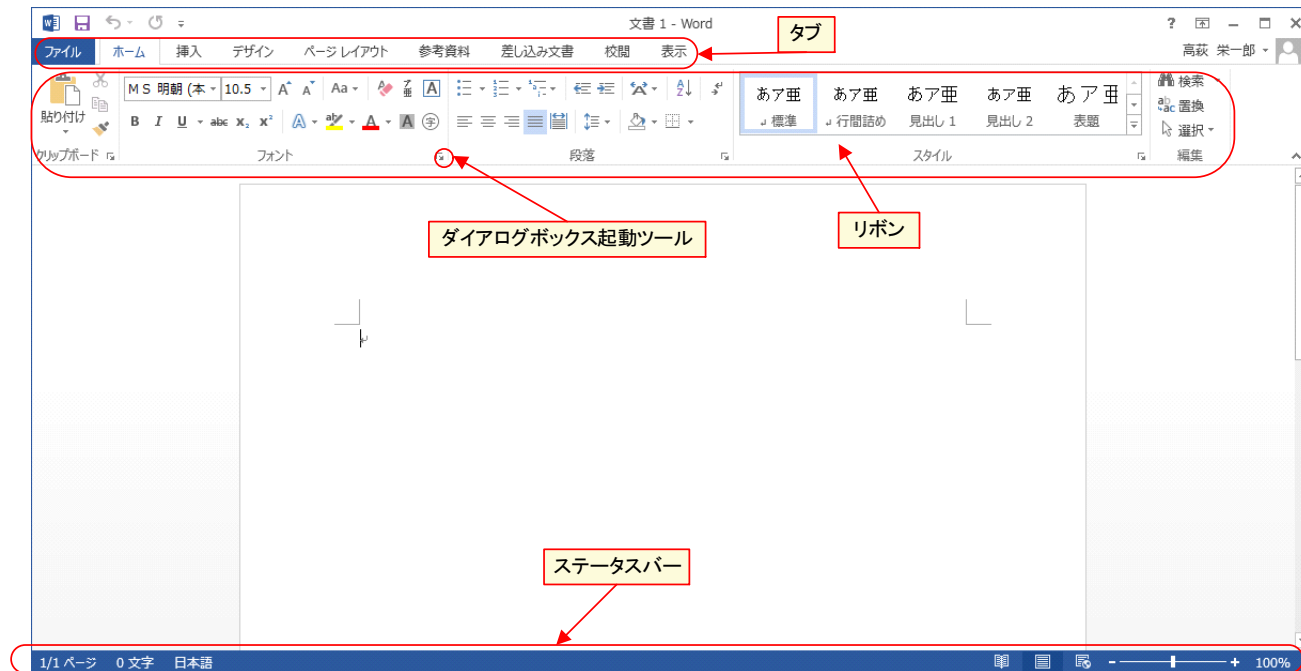 文書 1 - Word
タブ
ファイル ホーム 挿入 デザイン ページ レイアウト 参考資料 差し込み文書 校閲 表示 高萩 栄一郎
貼り付け
ＭＳ 明朝 (本 10.5 A A Aa ア亜 A
B I U abc x₂ x² A aby A A 字
あア亜 あア亜 あア亜 あア亜 あ ア 亜
↲ 標準 ↲ 行間詰め 見出し 1 見出し 2 表題
検索
置換
選択
クリップボード フォント 段落 スタイル 編集
ダイアログボックス起動ツール
リボン
ステータスバー
1/1 ページ 0 文字 日本語 100%